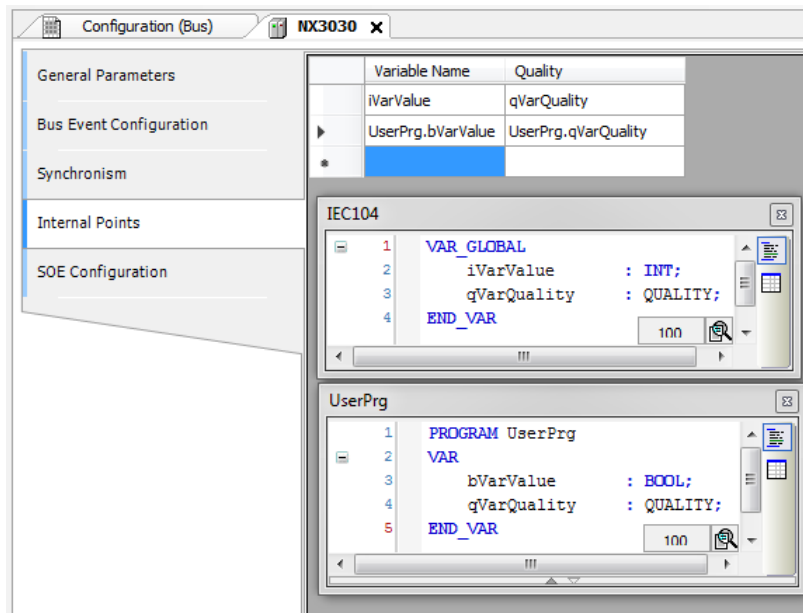 Configuration (Bus) NX3030
General Parameters
Bus Event Configuration
Synchronism
Internal Points
SOE Configuration
Variable Name Quality
iVarValue qVarQuality
UserPrg.bVarValue UserPrg.qVarQuality
IEC104
1 VAR_GLOBAL
2 iVarValue : INT;
3 qVarQuality : QUALITY;
4 END_VAR
100
UserPrg
1 PROGRAM UserPrg
2 VAR
3 bVarValue : BOOL;
4 qVarQuality : QUALITY;
5 END_VAR
100